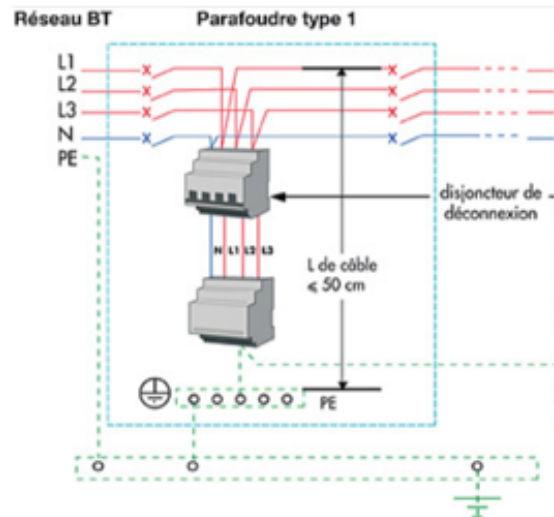 Réseau BT
Parafoudre type 1
L1
L2
L3
N
PE
disjoncteur de
déconnexion
N L1 L2 L3
L de câble
⩽ 50 cm
PE